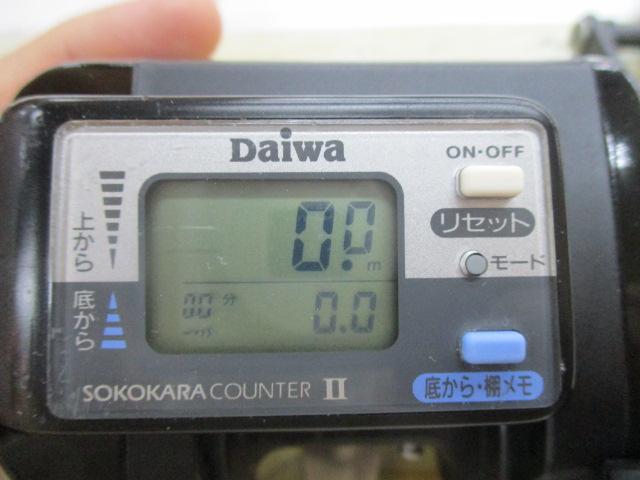 Daiwa
ON・OFF
リセット
モード
上から
底から
0.0 m
00 分
0.0
SOKOKARA COUNTER II
底から・棚メモ